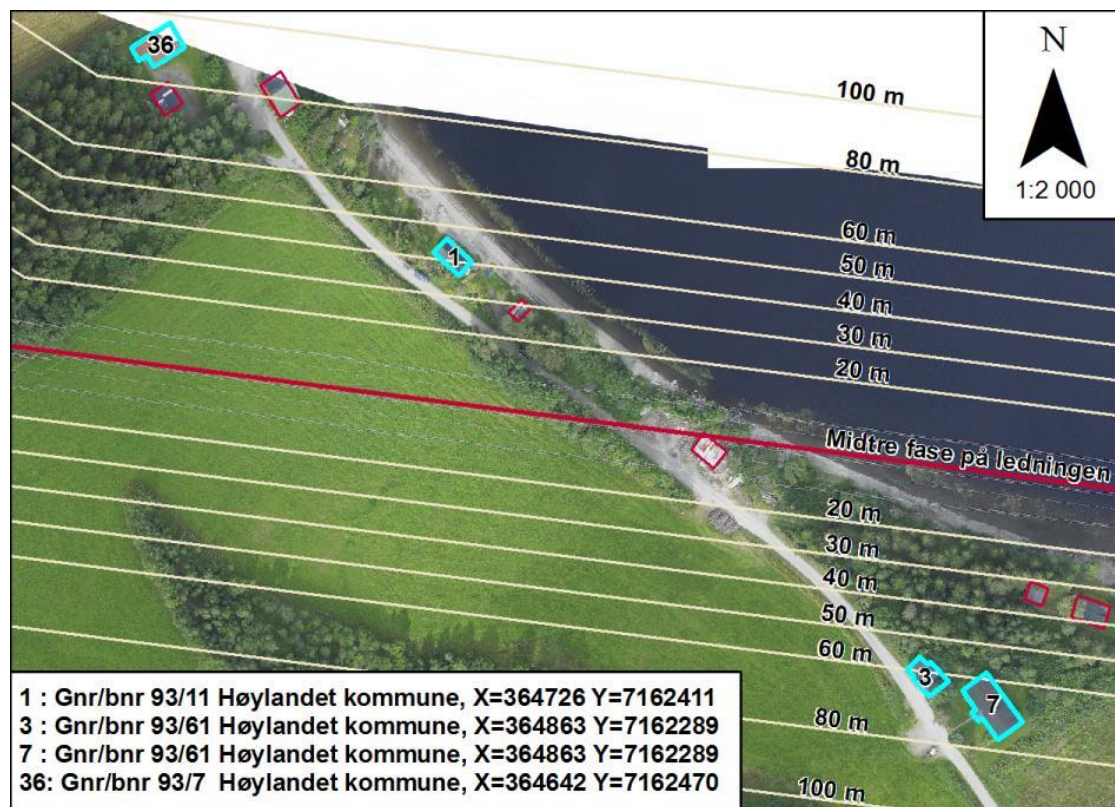 36
100 m
N
80 m
1:2 000
60 m
1
50 m
40 m
30 m
20 m
Midtre fase på ledningen
20 m
30 m
40 m
50 m
60 m
3
7
80 m
100 m
1 : Gnr/bnr 93/11 Høylandet kommune, X=364726 Y=7162411
3 : Gnr/bnr 93/61 Høylandet kommune, X=364863 Y=7162289
7 : Gnr/bnr 93/61 Høylandet kommune, X=364863 Y=7162289
36: Gnr/bnr 93/7 Høylandet kommune, X=364642 Y=7162470